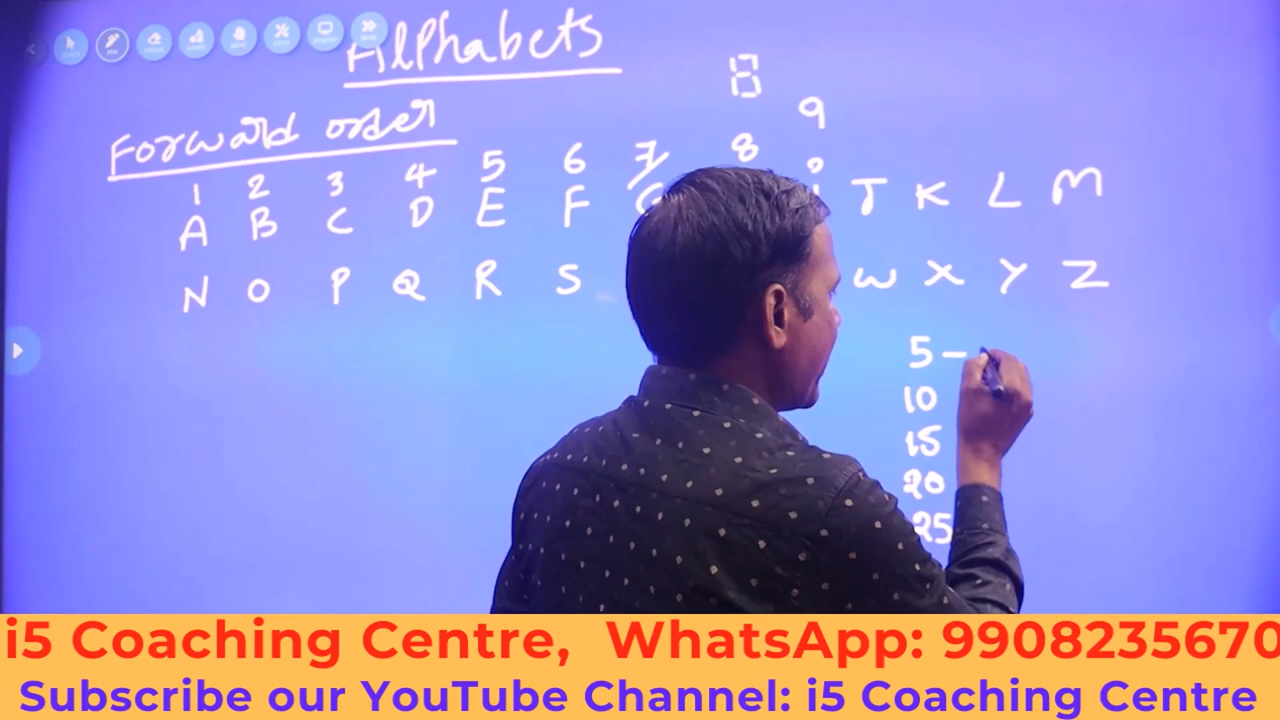 Alphabets
8
9
Forward order
1 2 3 4 5 6 7 8 9
A B C D E F G I J K L M
N O P Q R S W X Y Z
5 -
10
15
20
25
i5 Coaching Centre, WhatsApp: 9908235670
Subscribe our YouTube Channel: i5 Coaching Centre